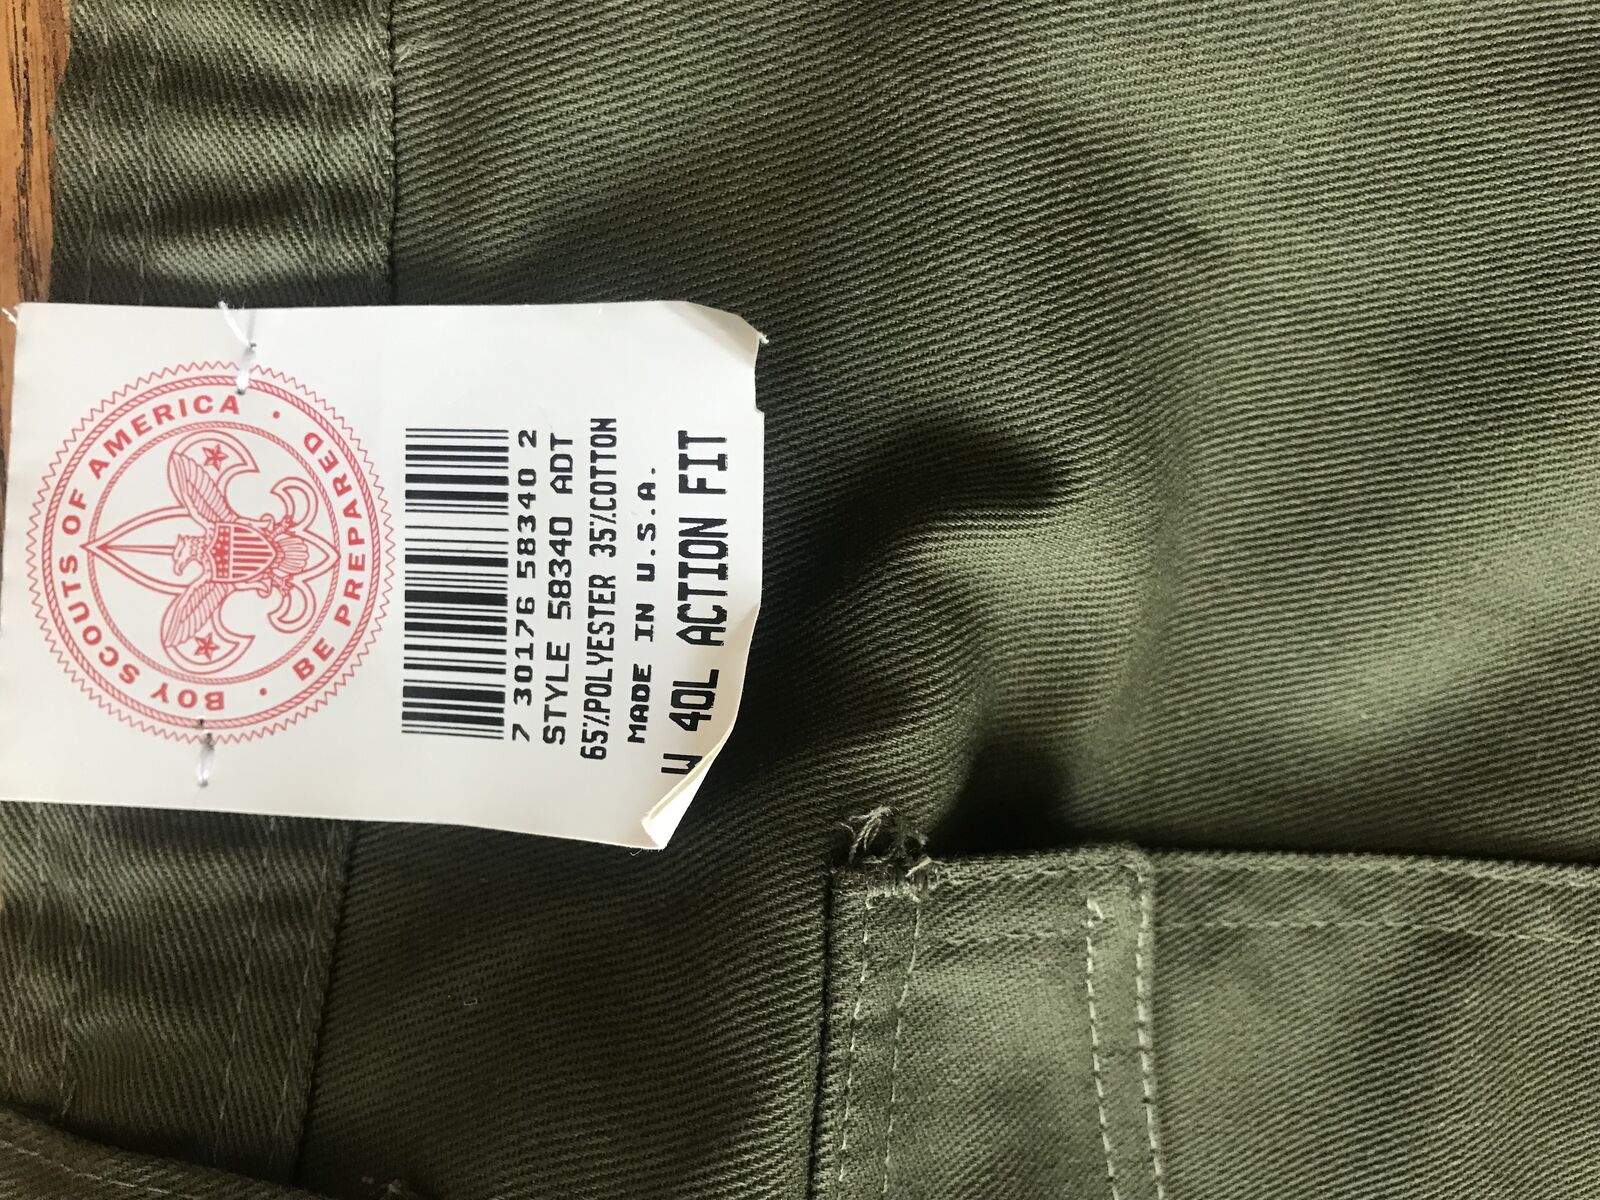 BOY SCOUTS OF AMERICA
BE PREPARED
7 30176 58340 2
STYLE 58340 ADT
65%POLYESTER 35%COTTON
MADE IN U.S.A.
W 40L ACTION FIT